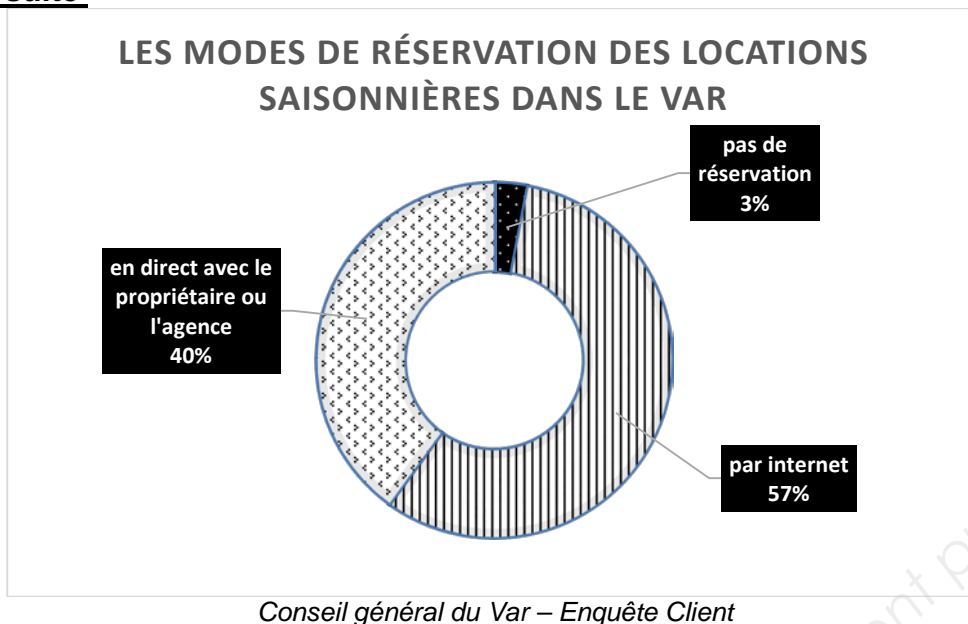 LES MODES DE RÉSERVATION DES LOCATIONS
SAISONNIÈRES DANS LE VAR
pas de
réservation
3%
en direct avec le
propriétaire ou
l'agence
40%
par internet
57%
Conseil général du Var – Enquête Client